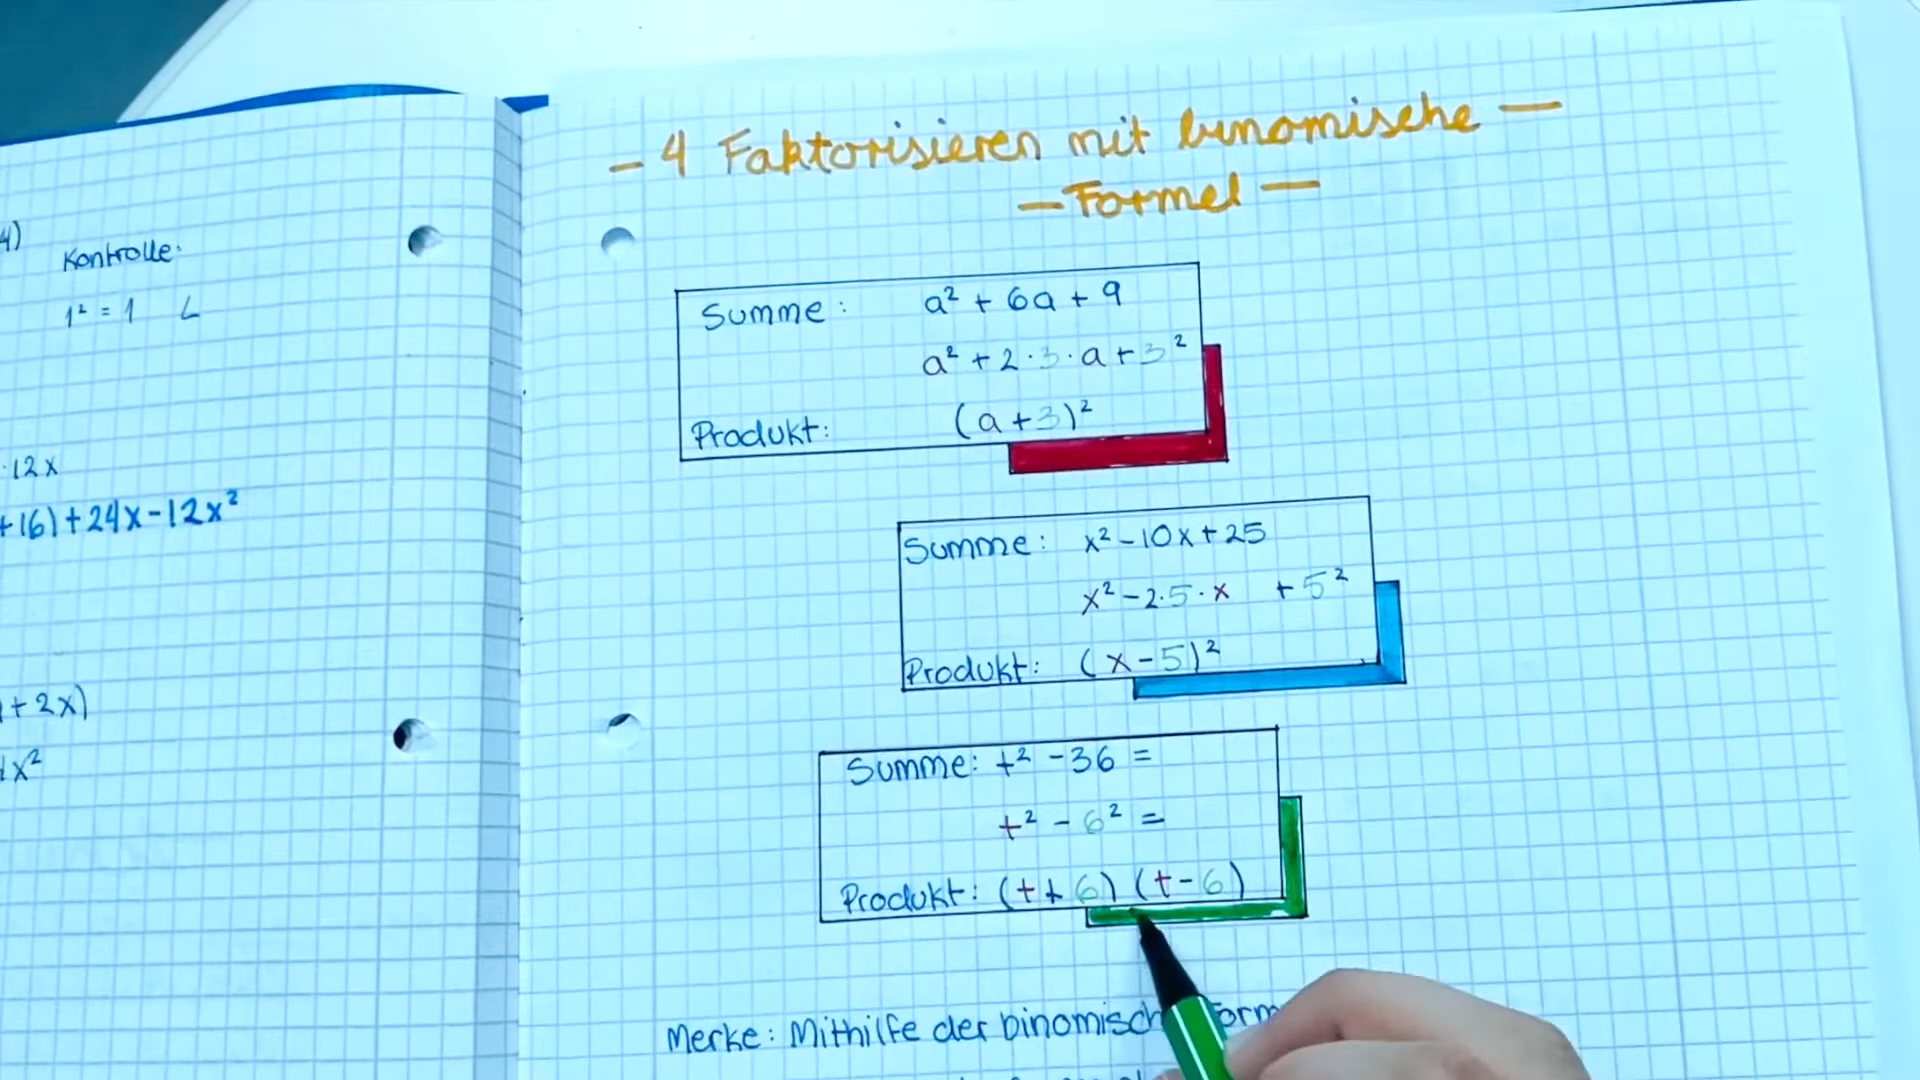 4)
Kontrolle:
1² = 1
·12x
+16)+24x-12x²
+2x)
x²
- 4 Faktorisieren mit binomische -
- Formel -
Summe: a² + 6a + 9
a² + 2·3·a + 3²
Produkt: (a+3)²
Summe: x² - 10x + 25
x² - 2·5·x + 5²
Produkt: (x-5)²
Summe: t² - 36 =
t² - 6² =
Produkt: (t+6)(t-6)
Merke: Mithilfe der binomisch Form